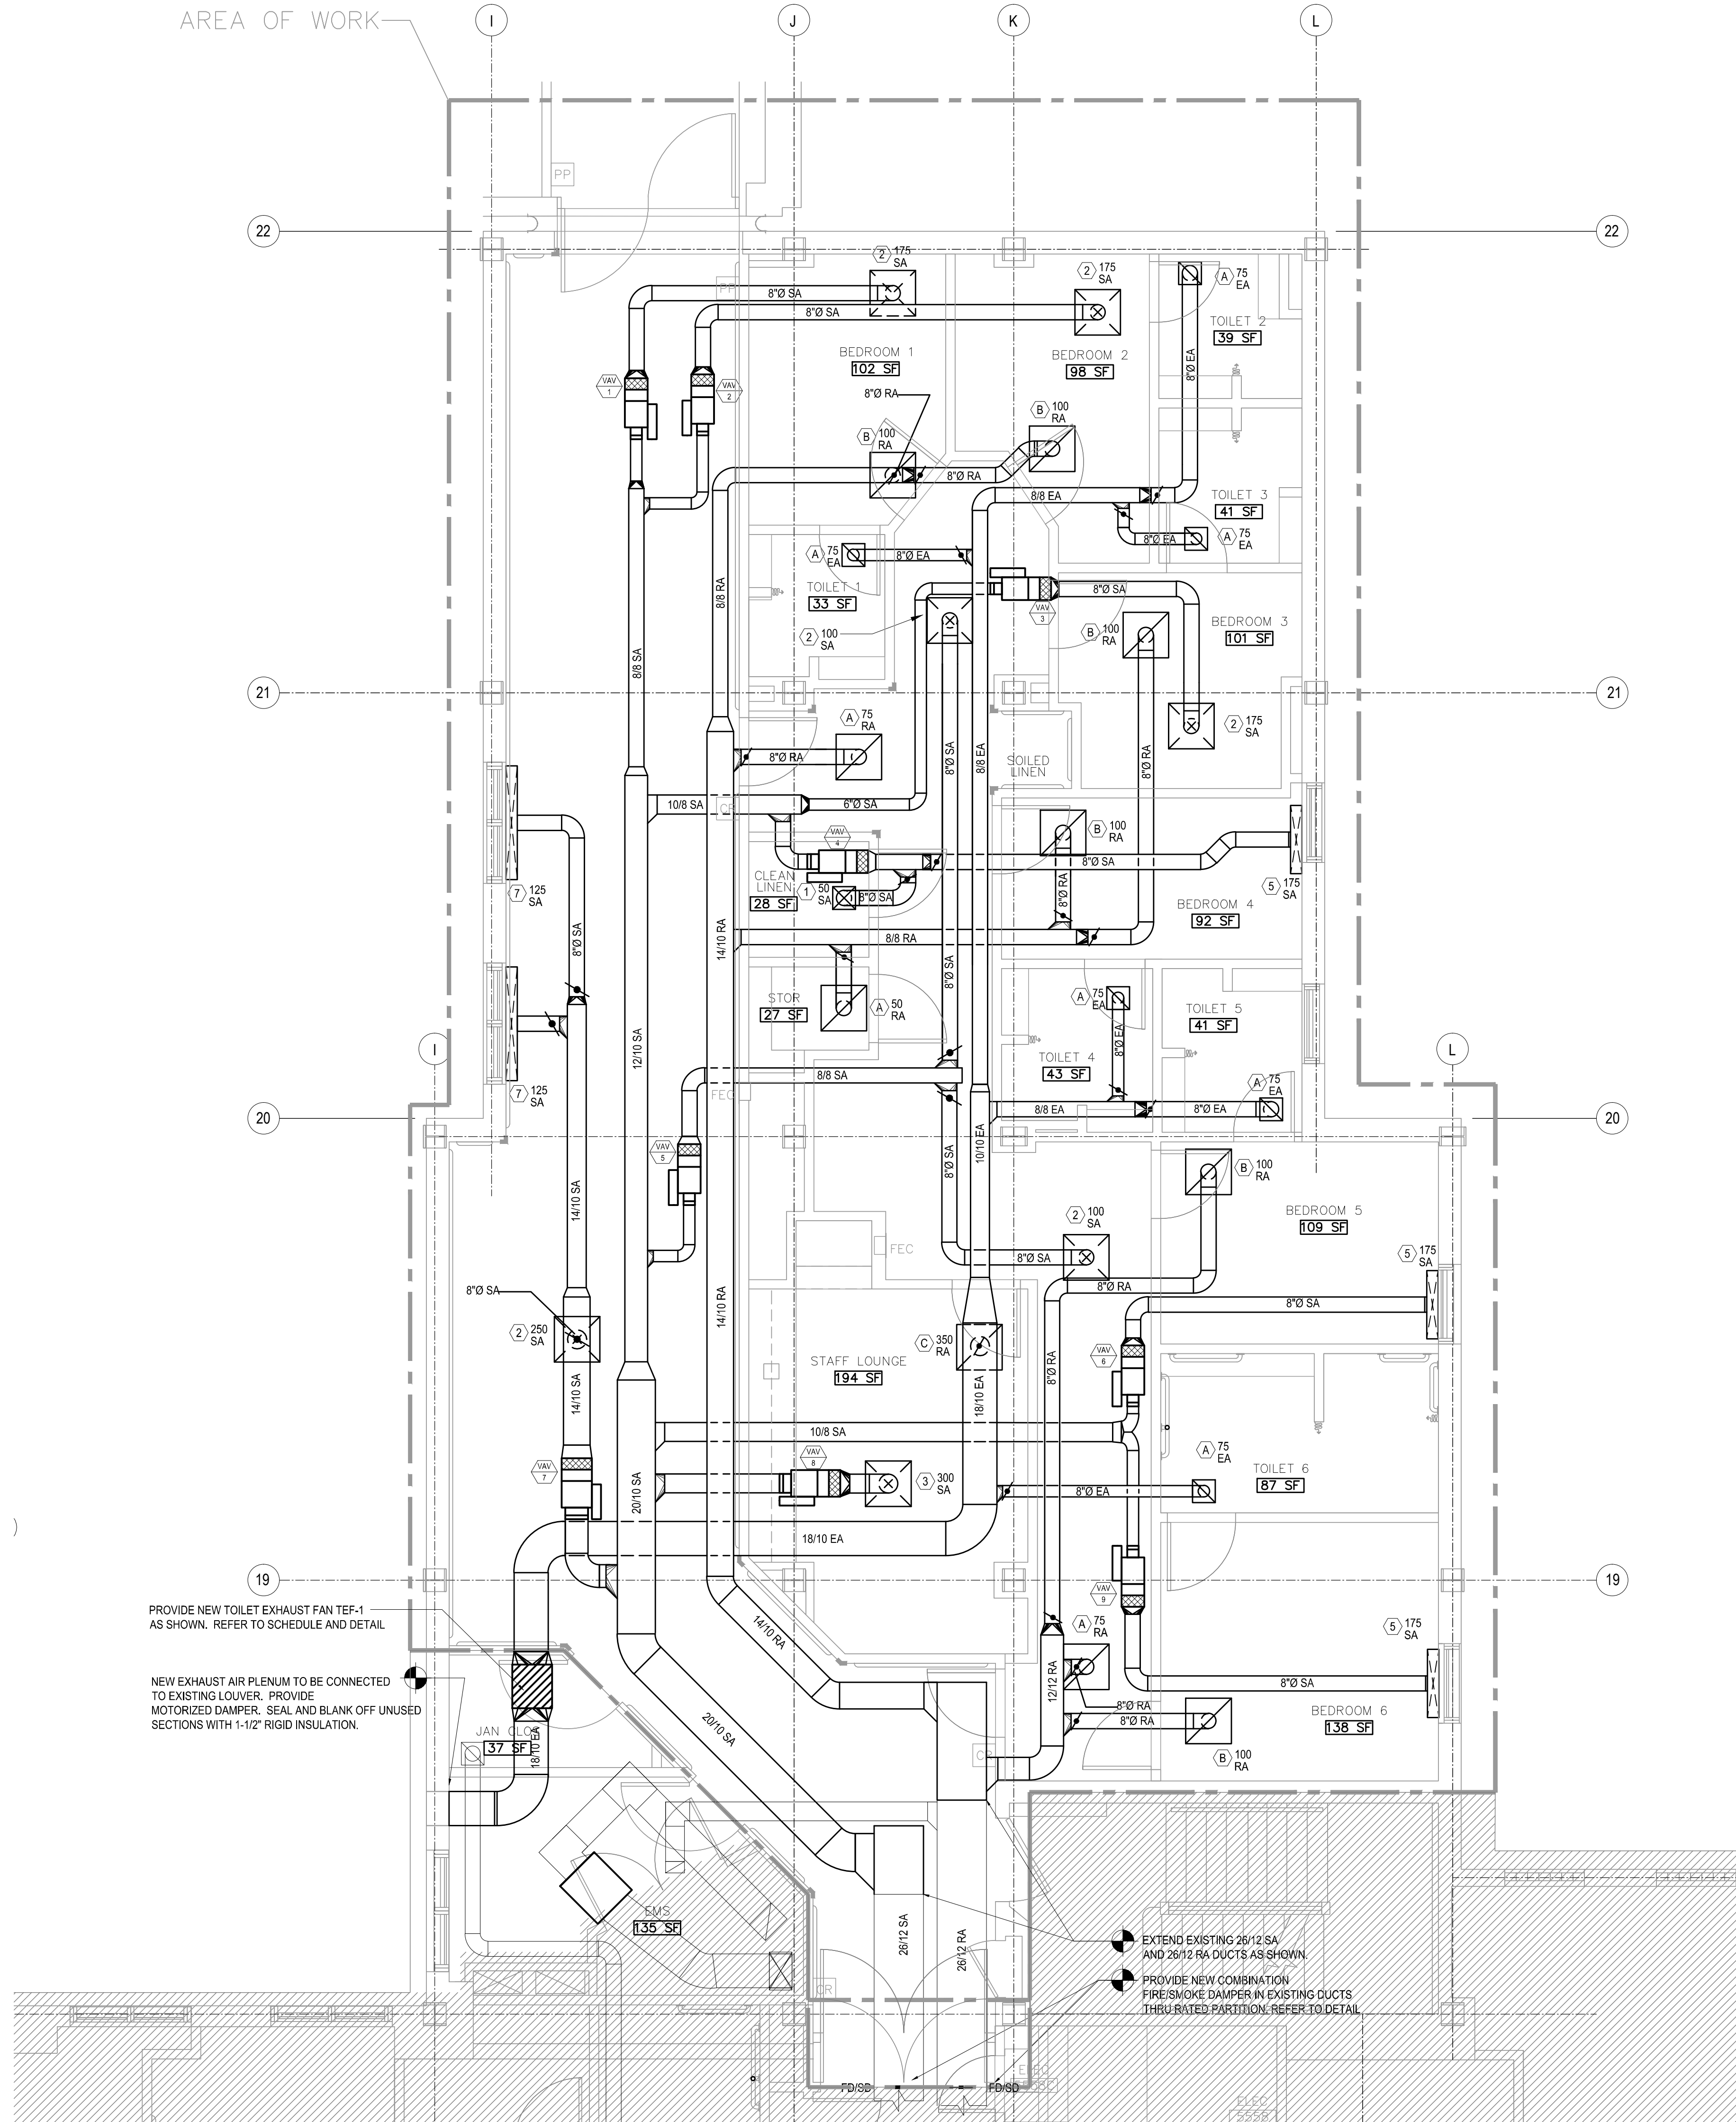 AREA OF WORK
I
J
K
L
PP
22
22
2
175
SA
2
175
SA
A
75
EA
8"Ø SA
PP
8"Ø SA
TOILET 2
39 SF
BEDROOM 1
102 SF
BEDROOM 2
98 SF
8"Ø EA
VAV
1
VAV
2
8"Ø RA
B
100
RA
B
100
RA
8"Ø RA
8/8 EA
TOILET 3
41 SF
A
75
EA
8"Ø EA
A
75
EA
8"Ø EA
TOILET 1
33 SF
8/8 RA
VAV
3
8"Ø SA
BEDROOM 3
101 SF
B
100
RA
2
100
SA
8/8 SA
21
21
A
75
RA
2
175
SA
8"Ø RA
8"Ø SA
8/8 EA
SOILED
LINEN
8"Ø RA
10/8 SA
CR
6"Ø SA
VAV
4
B
100
RA
8"Ø SA
CLEAN
LINEN
28 SF
1
50
SA
8"Ø SA
8"Ø RA
5
175
SA
7
125
SA
BEDROOM 4
92 SF
8"Ø SA
14/10 RA
8/8 RA
8"Ø SA
STOR
27 SF
A
50
RA
A
75
EA
TOILET 5
41 SF
I
12/10 SA
8"Ø EA
L
TOILET 4
43 SF
8/8 SA
FEC
7
125
SA
A
75
EA
20
20
8/8 EA
8"Ø EA
VAV
5
8"Ø SA
10/10 EA
B
100
RA
14/10 SA
2
100
SA
BEDROOM 5
109 SF
FEC
8"Ø SA
5
175
SA
8"Ø RA
8"Ø SA
14/10 RA
8"Ø SA
2
250
SA
C
350
RA
VAV
6
STAFF LOUNGE
194 SF
8"Ø RA
14/10 SA
18/10 EA
10/8 SA
A
75
EA
VAV
7
VAV
8
3
300
SA
TOILET 6
87 SF
20/10 SA
8"Ø EA
18/10 EA
19
19
VAV
9
PROVIDE NEW TOILET EXHAUST FAN TEF-1
AS SHOWN. REFER TO SCHEDULE AND DETAIL
14/10 RA
A
75
RA
5
175
SA
NEW EXHAUST AIR PLENUM TO BE CONNECTED
TO EXISTING LOUVER. PROVIDE
MOTORIZED DAMPER. SEAL AND BLANK OFF UNUSED
SECTIONS WITH 1-1/2" RIGID INSULATION.
12/12 RA
8"Ø SA
8"Ø RA
8"Ø RA
BEDROOM 6
138 SF
JAN CLOS
37 SF
18/10 EA
20/10 SA
CR
B
100
RA
EMS
135 SF
26/12 SA
26/12 RA
EXTEND EXISTING 26/12 SA
AND 26/12 RA DUCTS AS SHOWN.
CR
PROVIDE NEW COMBINATION
FIRE/SMOKE DAMPER IN EXISTING DUCTS
THRU RATED PARTITION. REFER TO DETAIL
FD/SD
FD/SD
ELEC
ELEC
5558